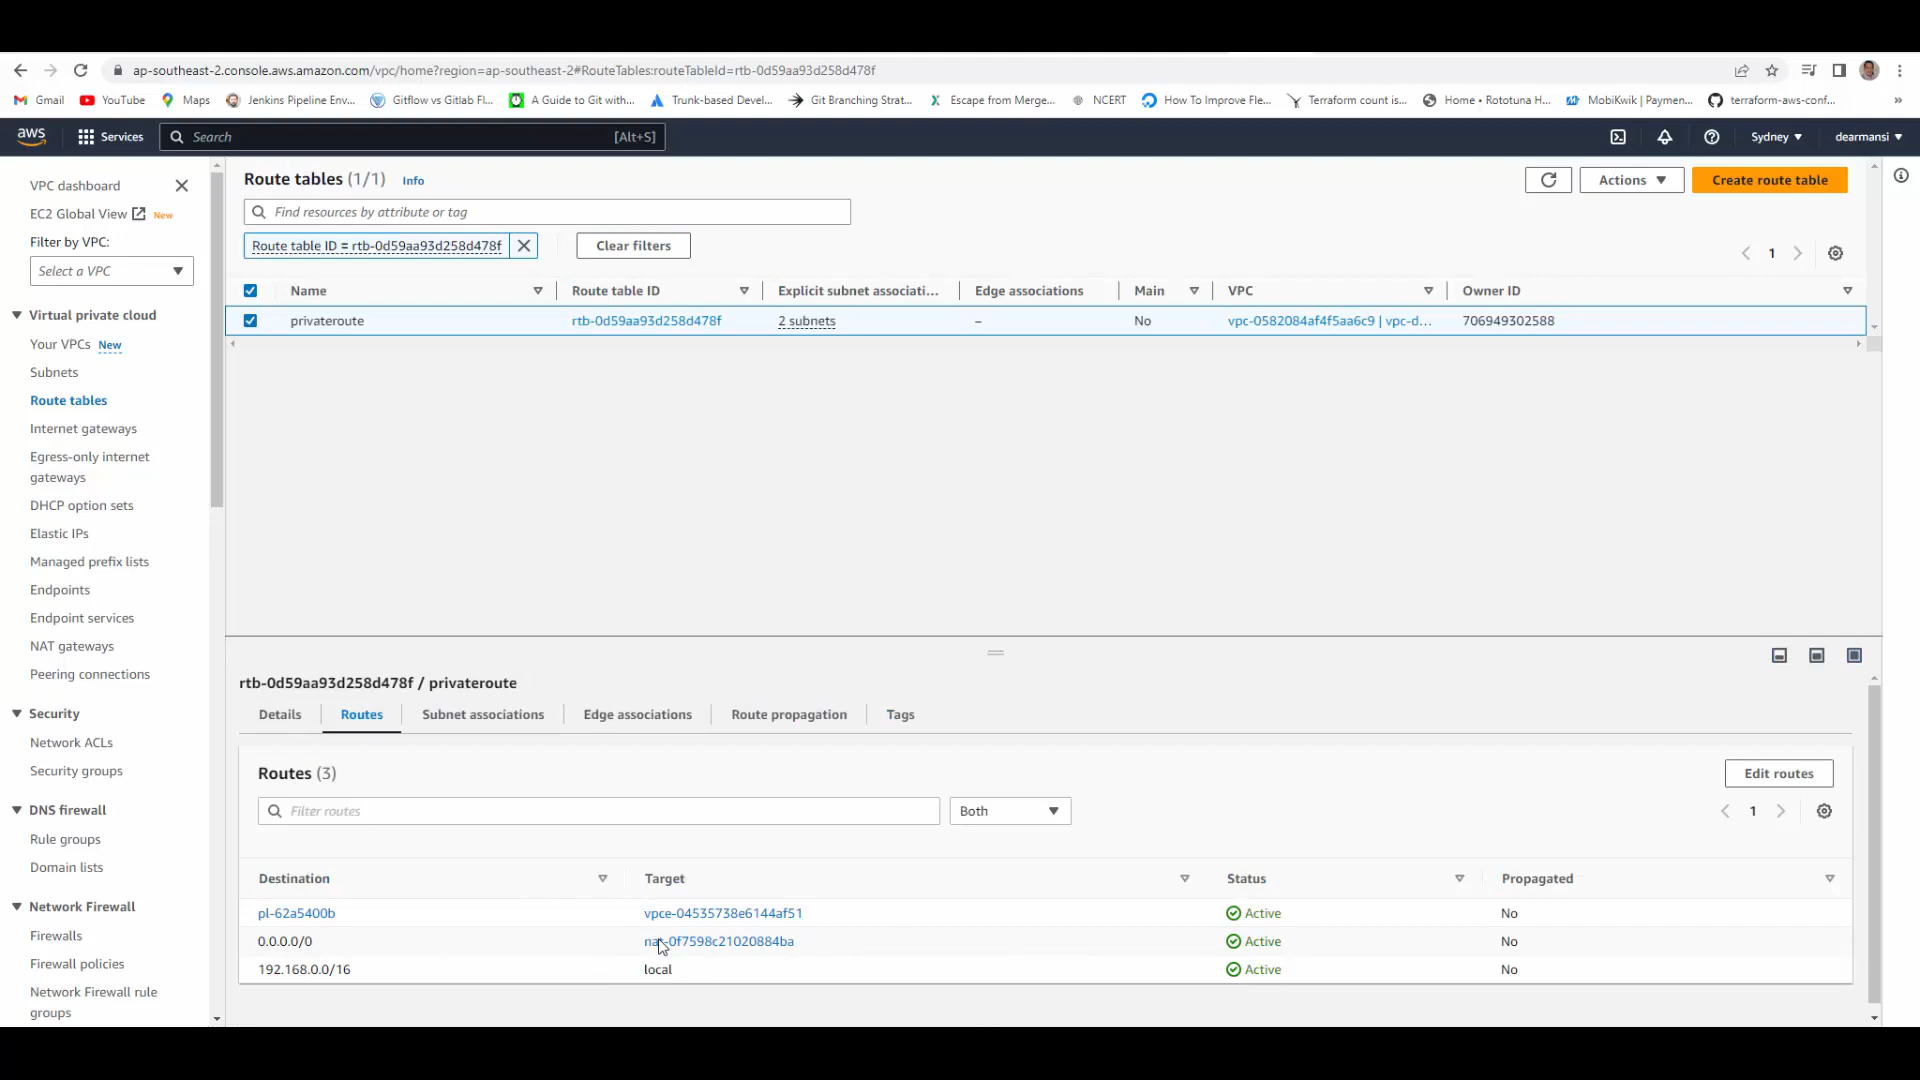 ap-southeast-2.console.aws.amazon.com/vpc/home?region=ap-southeast-2#RouteTables:routeTableId=rtb-0d59aa93d258d478f
Gmail YouTube Maps Jenkins Pipeline Env... Gitflow vs Gitlab Fl... A Guide to Git with... Trunk-based Devel... Git Branching Strat... Escape from Merge... NCERT How To Improve Fle... Terraform count is... Home • Rototuna H... MobiKwik | Paymen... terraform-aws-conf... »
aws Services Search [Alt+S] Sydney dearmansi
VPC dashboard
EC2 Global View New
Filter by VPC:
Select a VPC
Virtual private cloud
Your VPCs New
Subnets
Route tables
Internet gateways
Egress-only internet
gateways
DHCP option sets
Elastic IPs
Managed prefix lists
Endpoints
Endpoint services
NAT gateways
Peering connections
Security
Network ACLs
Security groups
DNS firewall
Rule groups
Domain lists
Network Firewall
Firewalls
Firewall policies
Network Firewall rule
groups
Route tables (1/1) Info
Actions Create route table
Find resources by attribute or tag
Route table ID = rtb-0d59aa93d258d478f Clear filters
1
Name Route table ID Explicit subnet associati... Edge associations Main VPC Owner ID
privateroute rtb-0d59aa93d258d478f 2 subnets – No vpc-0582084af4f5aa6c9 | vpc-d... 706949302588
rtb-0d59aa93d258d478f / privateroute
Details Routes Subnet associations Edge associations Route propagation Tags
Routes (3) Edit routes
Filter routes Both 1
Destination Target Status Propagated
pl-62a5400b vpce-04535738e6144af51 Active No
0.0.0.0/0 nat-0f7598c21020884ba Active No
192.168.0.0/16 local Active No